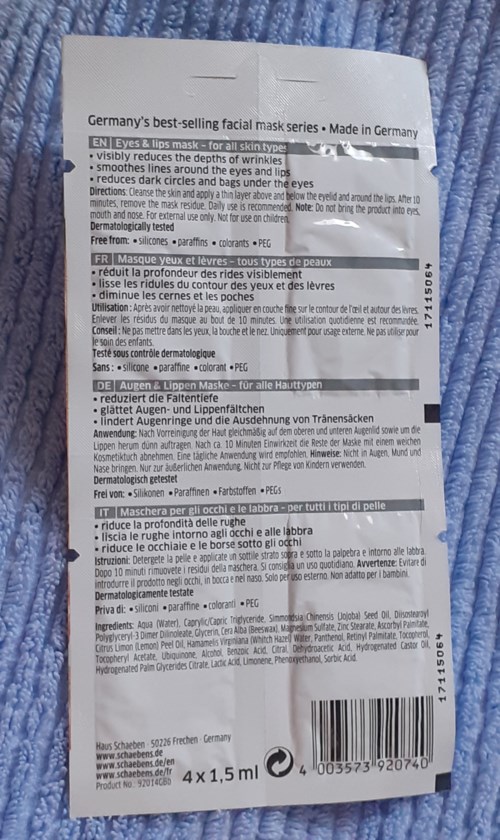 Germany's best-selling facial mask series • Made in Germany
EN | Eyes & lips mask - for all skin types
• visibly reduces the depths of wrinkles
• smoothes lines around the eyes and lips
• reduces dark circles and bags under the eyes
Directions: Cleanse the skin and apply a thin layer above and below the eyelid and around the lips. After 10
minutes, remove the mask residue. Daily use is recommended. Note: Do not bring the product into eyes,
mouth and nose. For external use only. Not for use on children.
Dermatologically tested
Free from: • silicones • paraffins • colorants • PEG
FR | Masque yeux et lèvres - tous types de peaux
• réduit la profondeur des rides visiblement
• lisse les ridules du contour des yeux et des lèvres
• diminue les cernes et les poches
Utilisation : Après avoir nettoyé la peau, appliquer en couche fine sur le contour de l'œil et autour des lèvres.
Enlever les résidus du masque au bout de 10 minutes. Une utilisation quotidienne est recommandée.
Conseil : Ne pas mettre dans les yeux, la bouche et le nez. Uniquement pour usage externe. Ne pas utiliser pour
le soin des enfants.
Testé sous contrôle dermatologique
Sans : • silicone • paraffine • colorant • PEG
DE | Augen & Lippen Maske - für alle Hauttypen
• reduziert die Faltentiefe
• glättet Augen- und Lippenfältchen
• lindert Augenringe und die Ausdehnung von Tränensäcken
Anwendung: Nach Vorreinigung der Haut gleichmäßig auf dem oberen und unteren Augenlid sowie um die
Lippen herum dünn auftragen. Nach ca. 10 Minuten Einwirkzeit die Reste der Maske mit einem weichen
Kosmetiktuch abnehmen. Eine tägliche Anwendung wird empfohlen. Hinweise: Nicht in Augen, Mund und
Nase bringen. Nur zur äußerlichen Anwendung. Nicht zur Pflege von Kindern verwenden.
Dermatologisch getestet
Frei von: • Silikonen • Paraffinen • Farbstoffen • PEGs
IT | Maschera per gli occhi e le labbra - per tutti i tipi di pelle
• riduce la profondità delle rughe
• liscia le rughe intorno agli occhi e alle labbra
• riduce le occhiaie e le borse sotto gli occhi
Istruzioni: Detergete la pelle e applicate un sottile strato sopra e sotto la palpebra e intorno alle labbra.
Dopo 10 minuti rimuovete i residui della maschera. Si consiglia un uso quotidiano. Avvertenze: Evitare di
introdurre il prodotto negli occhi, in bocca e nel naso. Solo per uso esterno. Non adatto per i bambini.
Dermatologicamente testato
Priva di: • siliconi • paraffine • coloranti • PEG
Ingredients: Aqua (Water), Caprylic/Capric Triglyceride, Simmondsia Chinensis (Jojoba) Seed Oil, Diisostearoyl
Polyglyceryl-3 Dimer Dilinoleate, Glycerin, Cera Alba (Beeswax), Magnesium Sulfate, Zinc Stearate, Ascorbyl Palmitate,
Citrus Limon (Lemon) Peel Oil, Hamamelis Virginiana (Whitch Hazel) Water, Panthenol, Retinyl Palmitate, Tocopherol,
Tocopheryl Acetate, Ubiquinone, Alcohol, Benzoic Acid, Citral, Dehydroacetic Acid, Hydrogenated Castor Oil,
Hydrogenated Palm Glycerides Citrate, Lactic Acid, Limonene, Phenoxyethanol, Sorbic Acid.
Haus Schaeben · 50226 Frechen · Germany
www.schaebens.de
www.schaebens.de/en
www.schaebens.de/fr
Product No.: 92014GBb
4 x 1,5 ml
4 003573 920740
17115064
17115064